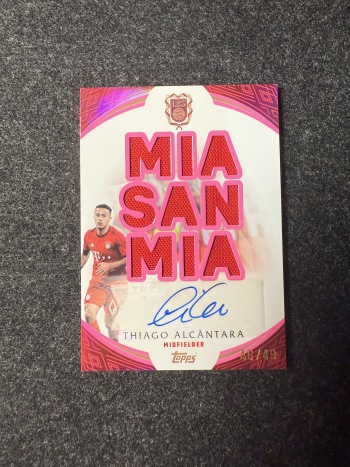 MIA
SAN
MIA
THIAGO ALCÂNTARA
MIDFIELDER
Topps